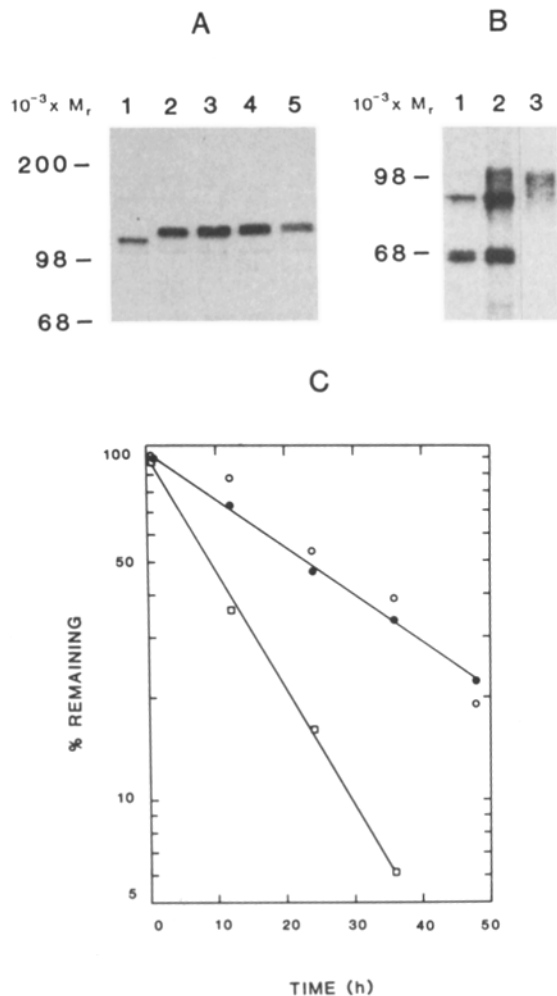 A
10⁻³ x Mr 1 2 3 4 5
200 –
98 –
68 –
B
10⁻³ x Mr 1 2 3
98 –
68 –
C
100
50
10
5
% REMAINING
0 10 20 30 40 50
TIME (h)